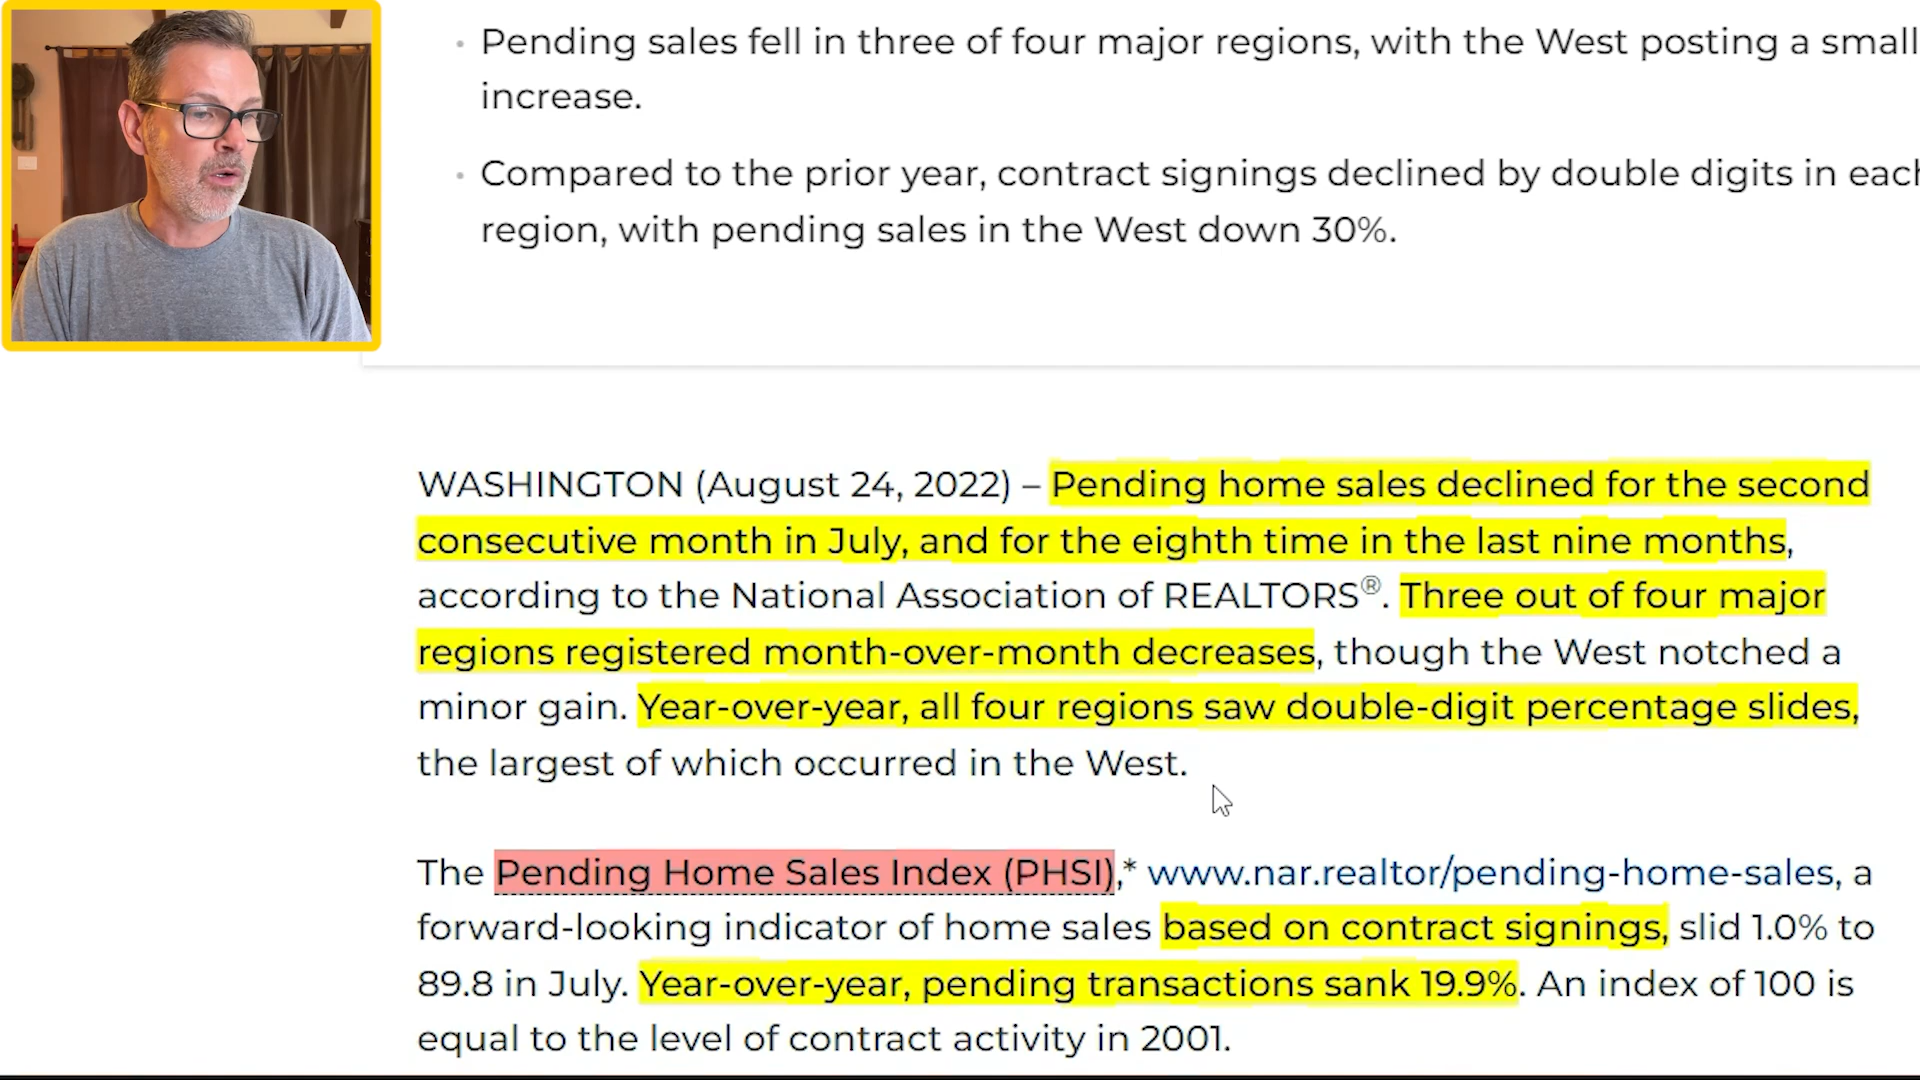 Pending sales fell in three of four major regions, with the West posting a small
increase.
Compared to the prior year, contract signings declined by double digits in each
region, with pending sales in the West down 30%.
WASHINGTON (August 24, 2022) – Pending home sales declined for the second
consecutive month in July, and for the eighth time in the last nine months,
according to the National Association of REALTORS®. Three out of four major
regions registered month-over-month decreases, though the West notched a
minor gain. Year-over-year, all four regions saw double-digit percentage slides,
the largest of which occurred in the West.
The Pending Home Sales Index (PHSI),* www.nar.realtor/pending-home-sales, a
forward-looking indicator of home sales based on contract signings, slid 1.0% to
89.8 in July. Year-over-year, pending transactions sank 19.9%. An index of 100 is
equal to the level of contract activity in 2001.